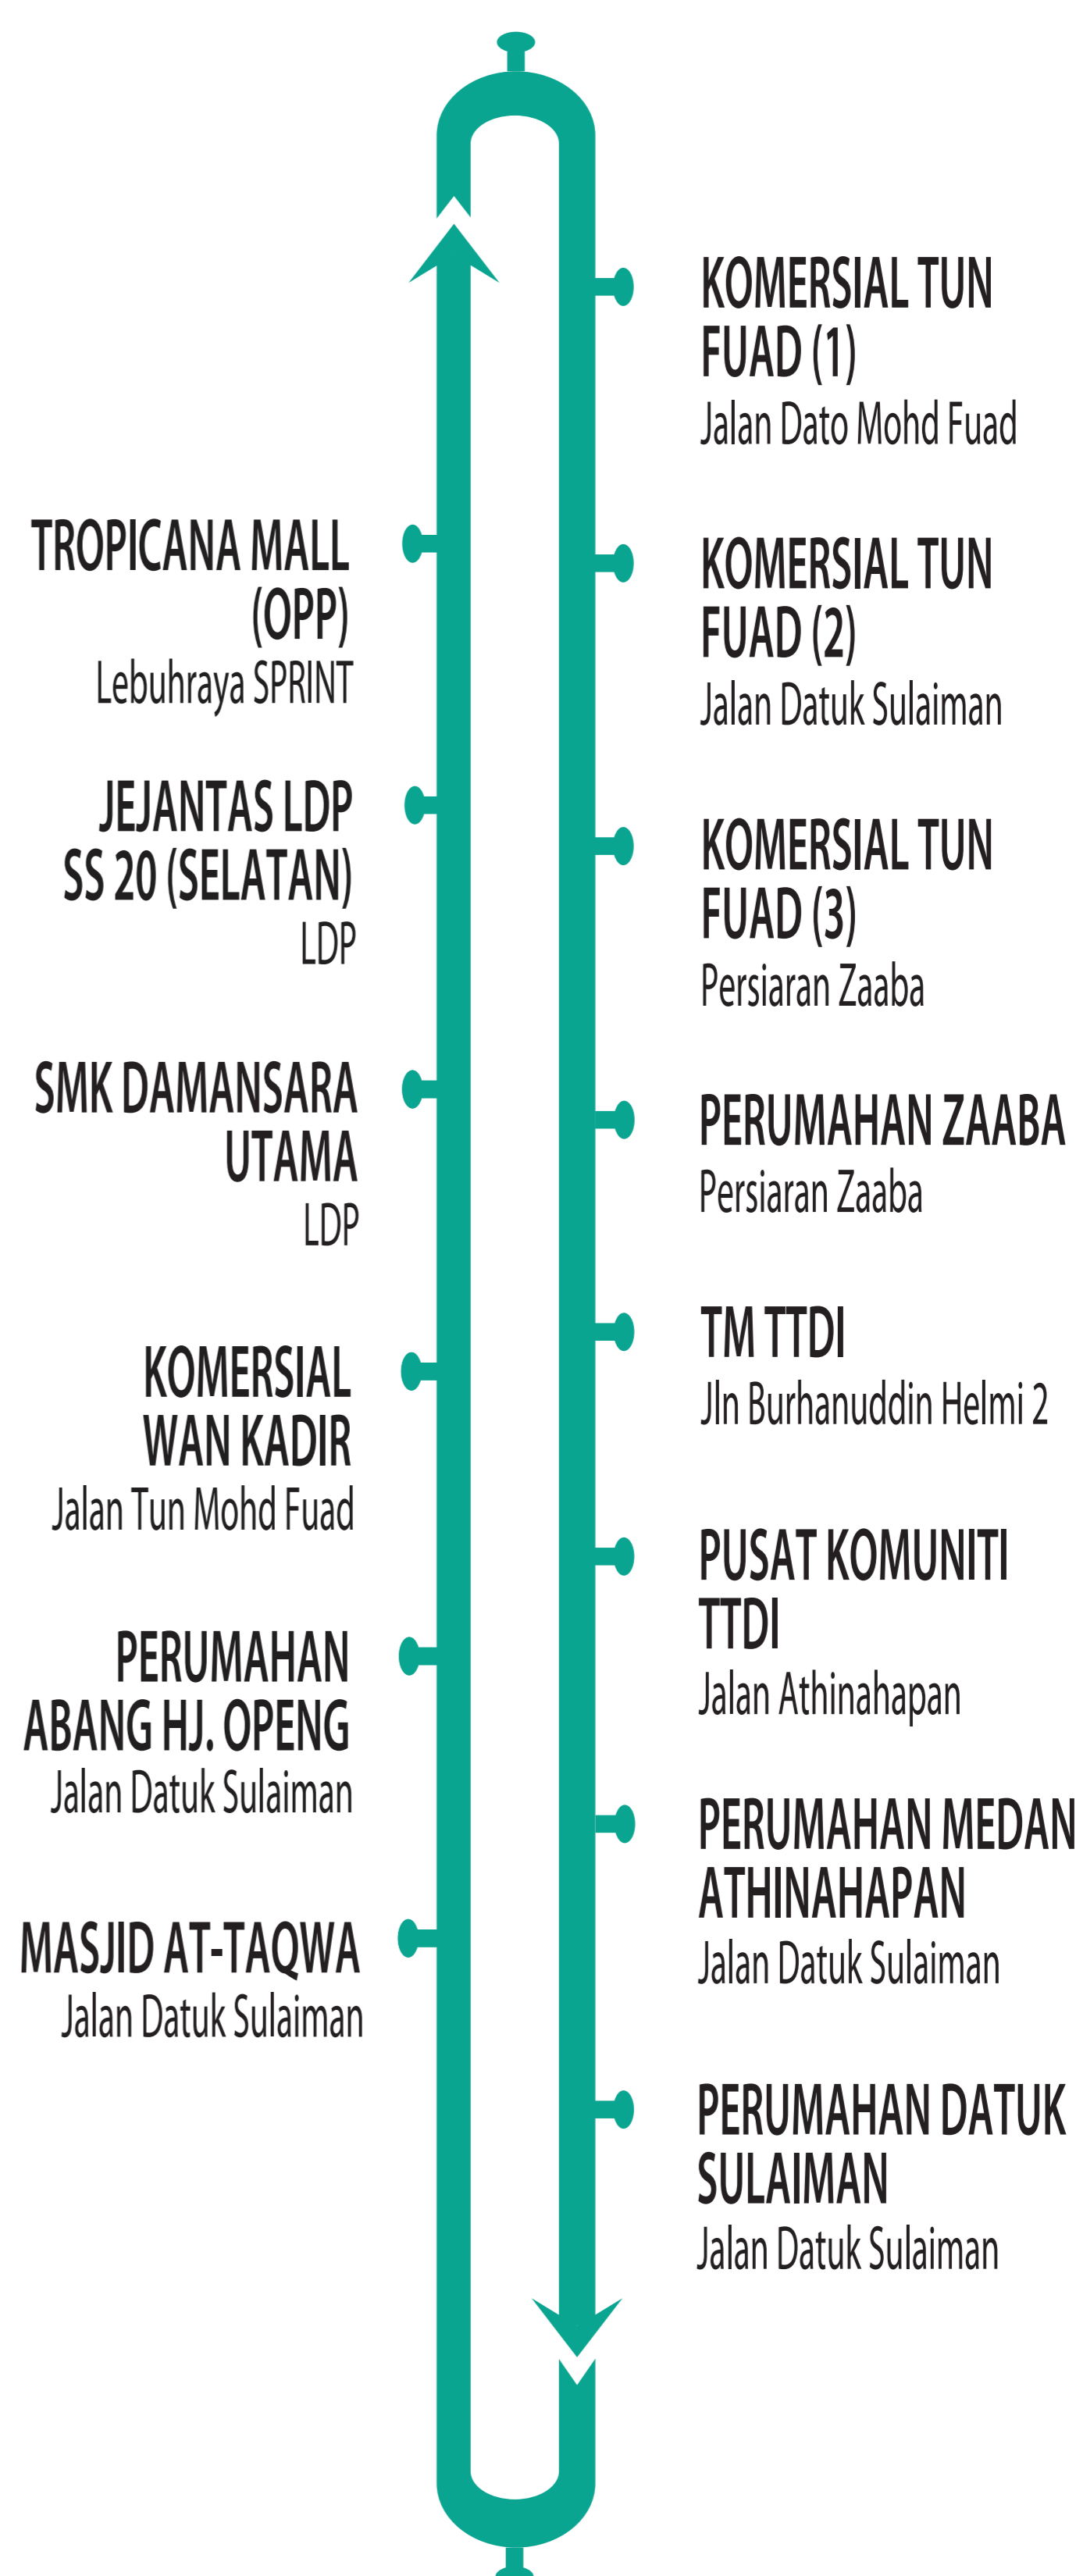 KOMERSIAL TUN
FUAD (1)
Jalan Dato Mohd Fuad
KOMERSIAL TUN
FUAD (2)
Jalan Datuk Sulaiman
KOMERSIAL TUN
FUAD (3)
Persiaran Zaaba
PERUMAHAN ZAABA
Persiaran Zaaba
TM TTDI
Jln Burhanuddin Helmi 2
PUSAT KOMUNITI
TTDI
Jalan Athinahapan
PERUMAHAN MEDAN
ATHINAHAPAN
Jalan Datuk Sulaiman
PERUMAHAN DATUK
SULAIMAN
Jalan Datuk Sulaiman
TROPICANA MALL
(OPP)
Lebuhraya SPRINT
JEJANTAS LDP
SS 20 (SELATAN)
LDP
SMK DAMANSARA
UTAMA
LDP
KOMERSIAL
WAN KADIR
Jalan Tun Mohd Fuad
PERUMAHAN
ABANG HJ. OPENG
Jalan Datuk Sulaiman
MASJID AT-TAQWA
Jalan Datuk Sulaiman